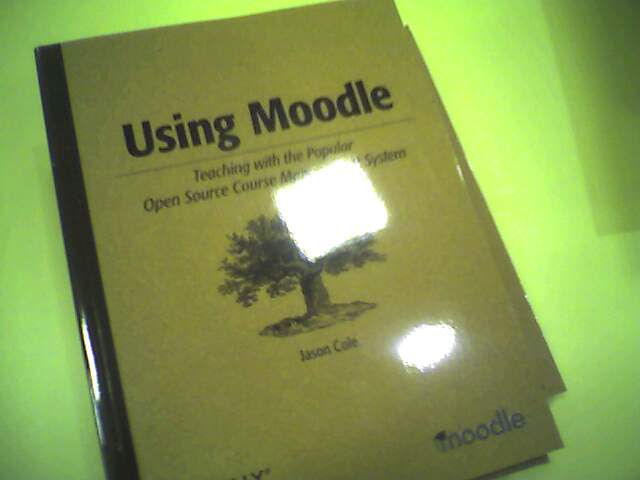 Using Moodle
Teaching with the Popular
Open Source Course System
Jason Cole
moodle